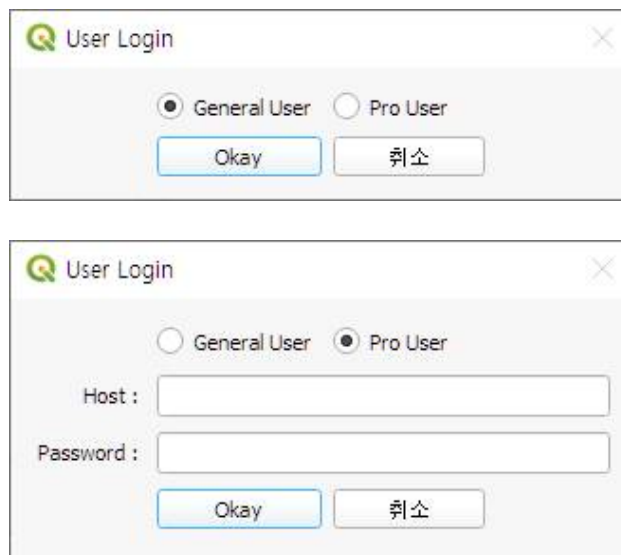 User Login
General User Pro User
Okay 취소
User Login
General User Pro User
Host :
Password :
Okay 취소